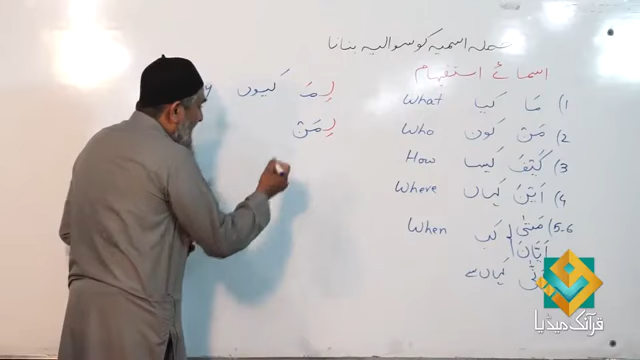 جملہ اسمیہ کو سوالیہ بنانا
اسمائے استفہام
1) مَا کیا What
2) مَنْ کون Who
3) کَیْفَ کیسا How
4) اَیْنَ کہاں Where
5-6) مَتٰی کب When
اَیَّانَ
کہاں سے
لِمَ کیوں y
لِمَنْ
قرآنک میڈیا